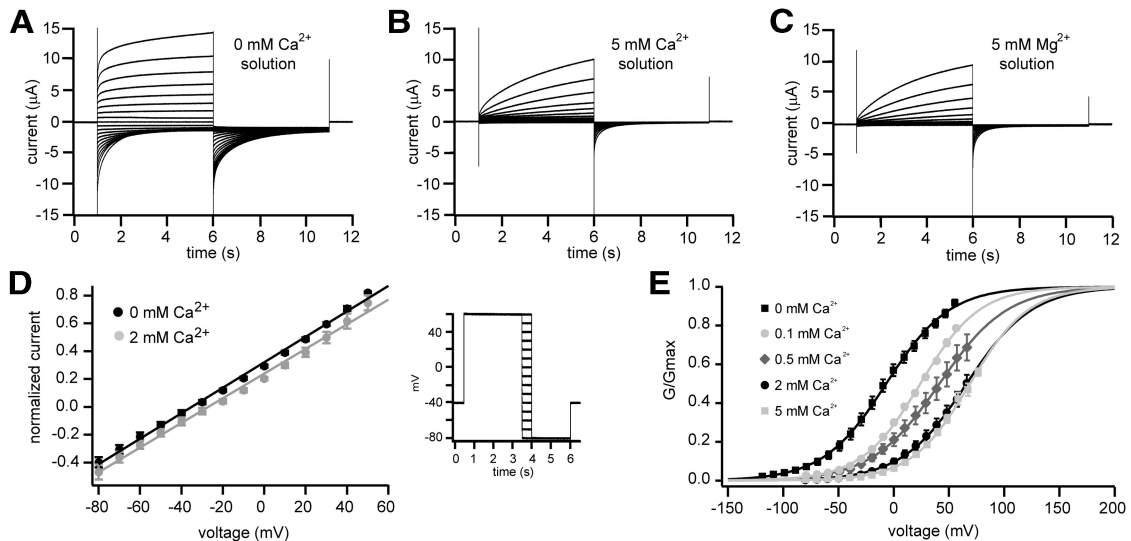 A
15
10
5
0
-5
-10
-15
current (μA)
0 mM Ca²⁺
solution
0 2 4 6 8 10 12
time (s)
B
15
10
5
0
-5
-10
-15
current (μA)
5 mM Ca²⁺
solution
0 2 4 6 8 10 12
time (s)
C
15
10
5
0
-5
-10
-15
current (μA)
5 mM Mg²⁺
solution
0 2 4 6 8 10 12
time (s)
D
0.8
0.6
0.4
0.2
0.0
-0.2
-0.4
normalized current
0 mM Ca²⁺
2 mM Ca²⁺
-80 -60 -40 -20 0 20 40 60
voltage (mV)
40
0
-40
-80
mV
0 1 2 3 4 5 6
time (s)
E
1.0
0.8
0.6
0.4
0.2
0.0
G/Gmax
0 mM Ca²⁺
0.1 mM Ca²⁺
0.5 mM Ca²⁺
2 mM Ca²⁺
5 mM Ca²⁺
-150 -100 -50 0 50 100 150 200
voltage (mV)